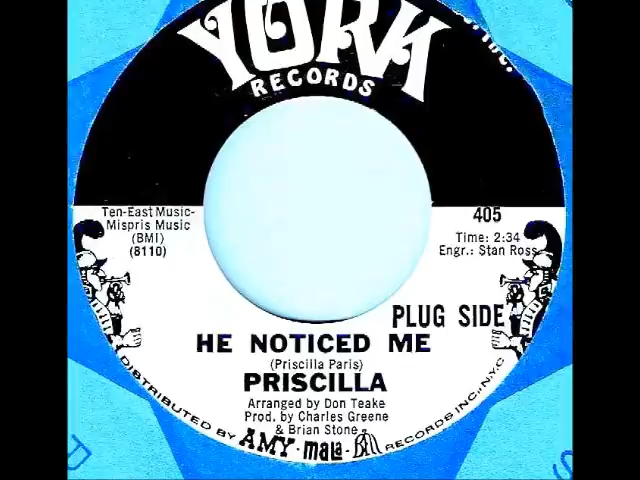 YORK
RECORDS
Inc.
Ten-East Music-
Mispris Music
(BMI)
(8110)
405
Time: 2:34
Engr.: Stan Ross
PLUG SIDE
HE NOTICED ME
(Priscilla Paris)
PRISCILLA
Arranged by Don Teake
Prod. by Charles Greene
& Brian Stone
DISTRIBUTED BY AMY · mala · Bell RECORDS INC., N.Y.C.